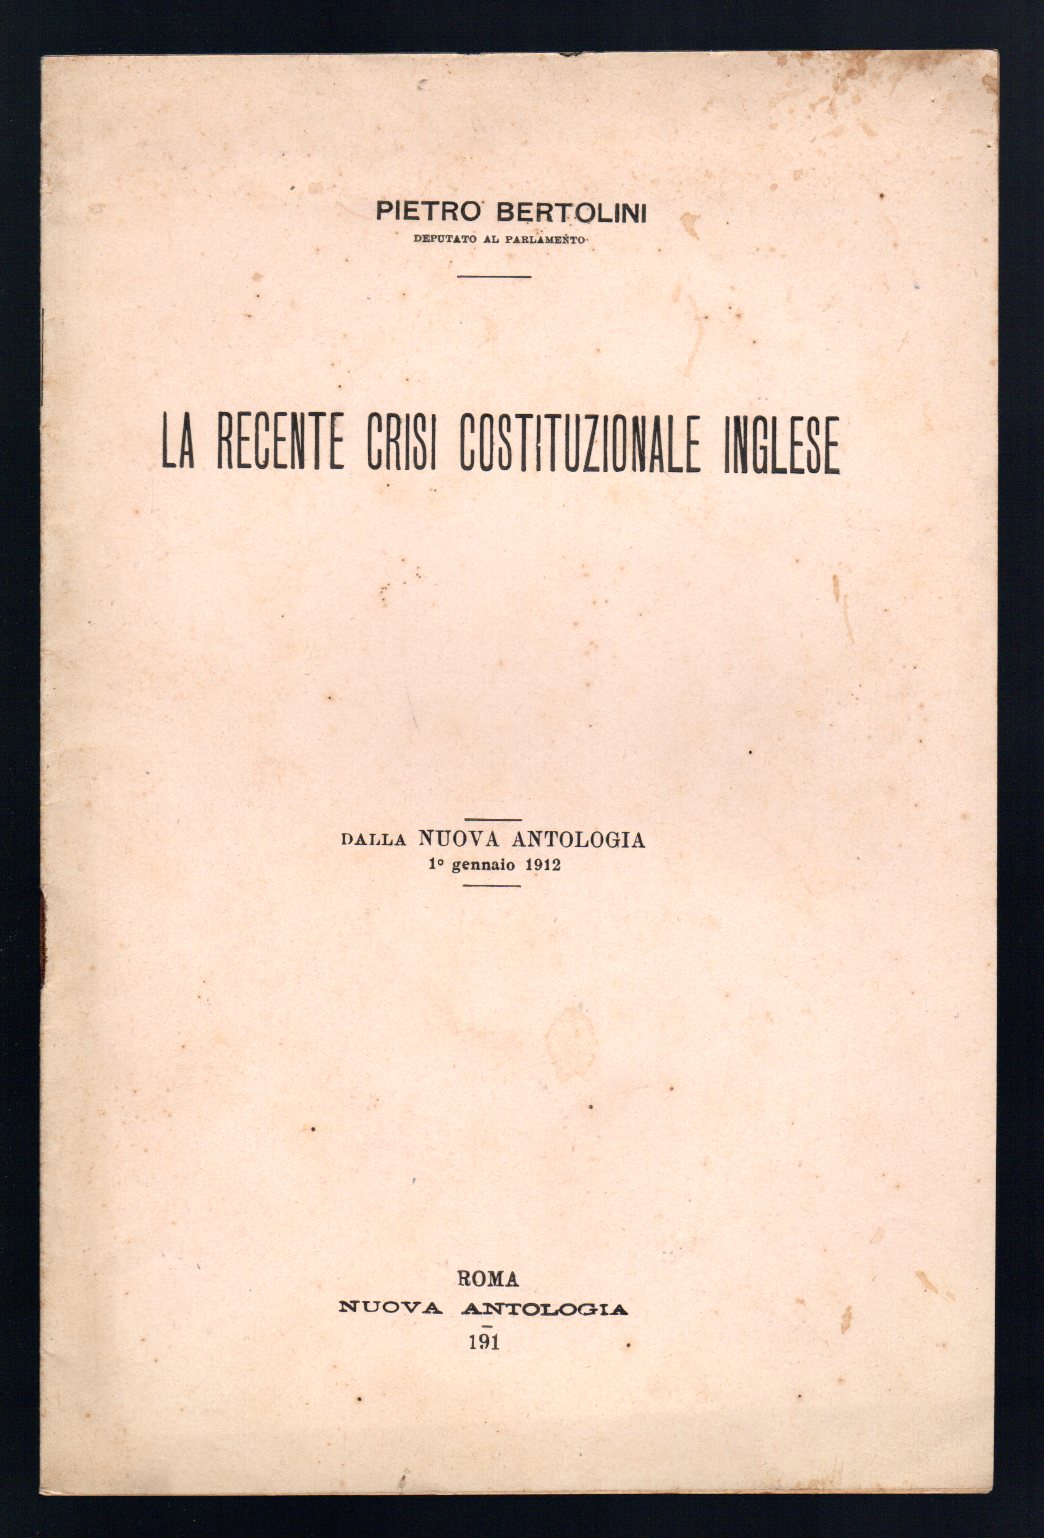 PIETRO BERTOLINI
DEPUTATO AL PARLAMENTO
LA RECENTE CRISI COSTITUZIONALE INGLESE
DALLA NUOVA ANTOLOGIA
1° gennaio 1912
ROMA
NUOVA ANTOLOGIA
191